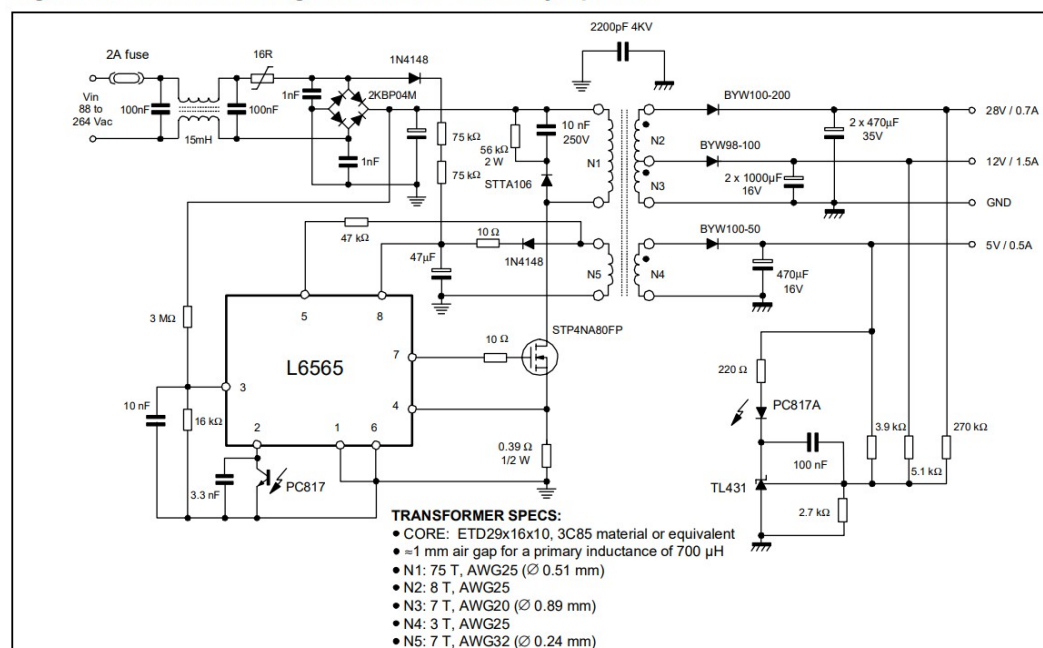 2200pF 4KV
2A fuse
16R
1N4148
BYW100-200
Vin
88 to
264 Vac
100nF
100nF
15mH
1nF
2KBP04M
1nF
75 kΩ
75 kΩ
56 kΩ
2 W
10 nF
250V
STTA106
N1
N2
N3
2 x 470µF
35V
28V / 0.7A
BYW98-100
12V / 1.5A
2 x 1000µF
16V
GND
47 kΩ
10 Ω
1N4148
47µF
N5
N4
BYW100-50
5V / 0.5A
470µF
16V
3 MΩ
5
8
L6565
7
10 Ω
STP4NA80FP
3
4
10 nF
16 kΩ
2
1
6
0.39 Ω
1/2 W
3.3 nF
PC817
220 Ω
PC817A
3.9 kΩ
270 kΩ
5.1 kΩ
100 nF
TL431
2.7 kΩ
TRANSFORMER SPECS:
● CORE: ETD29x16x10, 3C85 material or equivalent
● ≈1 mm air gap for a primary inductance of 700 µH
● N1: 75 T, AWG25 (∅ 0.51 mm)
● N2: 8 T, AWG25
● N3: 7 T, AWG20 (∅ 0.89 mm)
● N4: 3 T, AWG25
● N5: 7 T, AWG32 (∅ 0.24 mm)